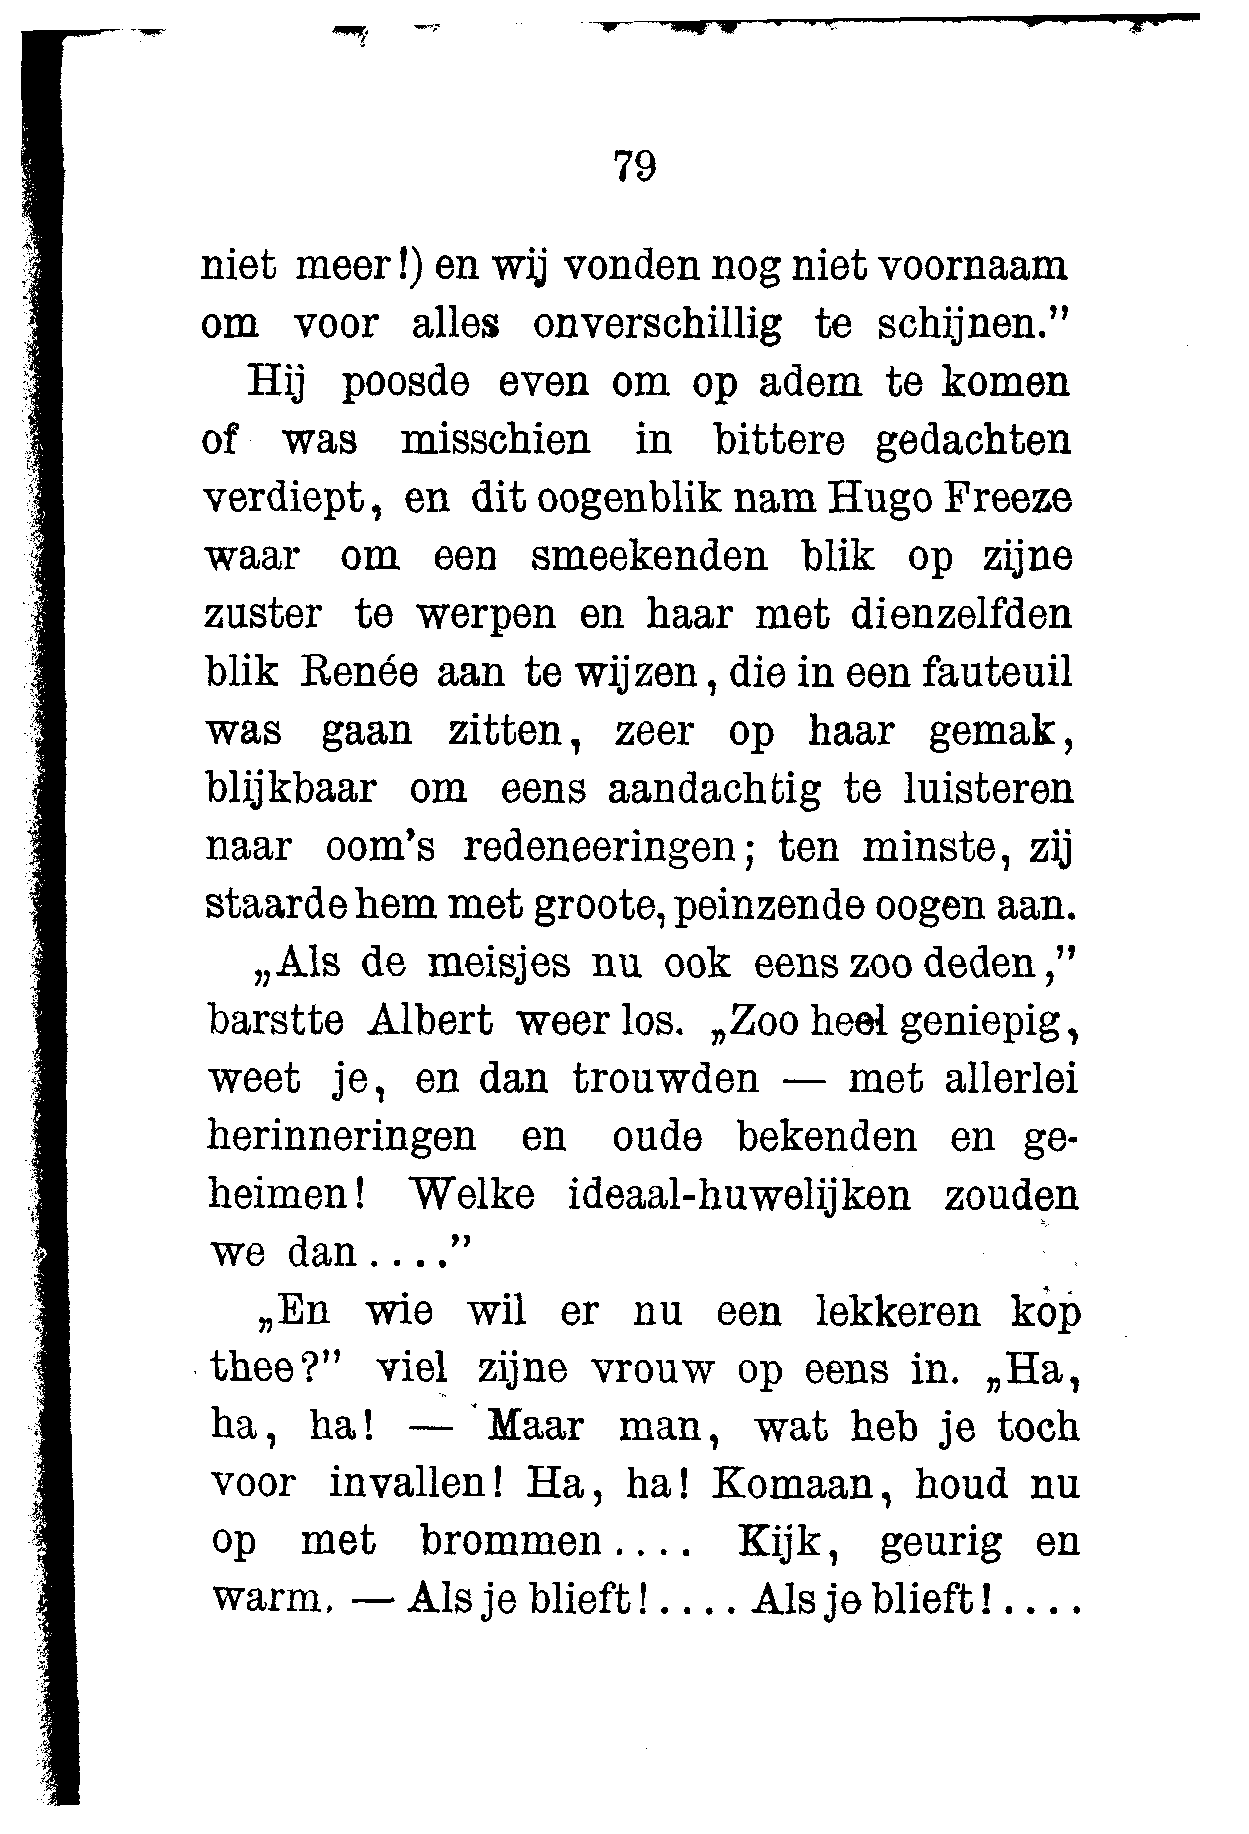 79
niet meer!) en wij vonden nog niet voornaam
om voor alles onverschillig te schijnen.”
Hij poosde even om op adem te komen
of was misschien in bittere gedachten
verdiept, en dit oogenblik nam Hugo Freeze
waar om een smeekenden blik op zijne
zuster te werpen en haar met dienzelfden
blik Renée aan te wijzen, die in een fauteuil
was gaan zitten, zeer op haar gemak,
blijkbaar om eens aandachtig te luisteren
naar oom's redeneeringen; ten minste, zij
staarde hem met groote, peinzende oogen aan.
„Als de meisjes nu ook eens zoo deden,”
barstte Albert weer los. „Zoo heel geniepig,
weet je, en dan trouwden — met allerlei
herinneringen en oude bekenden en ge-
heimen! Welke ideaal-huwelijken zouden
we dan....”
„En wie wil er nu een lekkeren kop
thee?” viel zijne vrouw op eens in. „Ha,
ha, ha! — Maar man, wat heb je toch
voor invallen! Ha, ha! Komaan, houd nu
op met brommen.... Kijk, geurig en
warm. — Als je blieft!.... Als je blieft!....